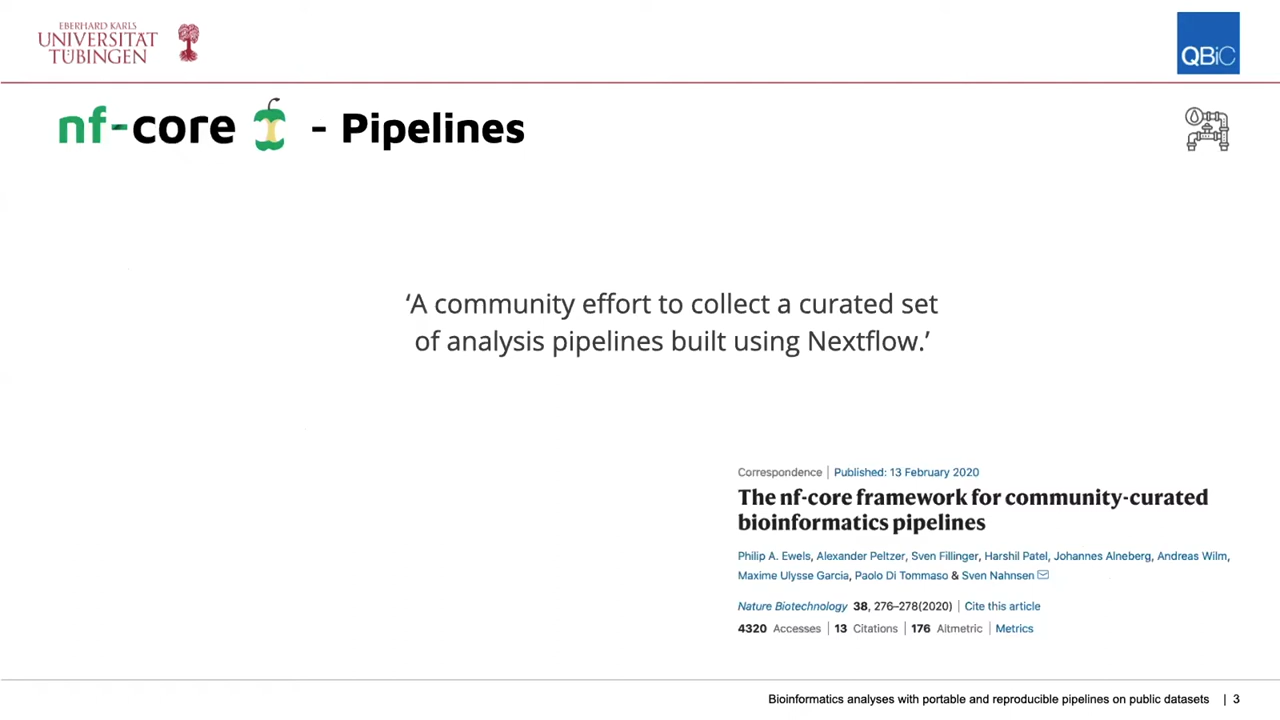 EBERHARD KARLS
UNIVERSITÄT
TÜBINGEN
QBiC
nf-core - Pipelines
‘A community effort to collect a curated set
of analysis pipelines built using Nextflow.’
Correspondence | Published: 13 February 2020
The nf-core framework for community-curated
bioinformatics pipelines
Philip A. Ewels, Alexander Peltzer, Sven Fillinger, Harshil Patel, Johannes Alneberg, Andreas Wilm,
Maxime Ulysse Garcia, Paolo Di Tommaso & Sven Nahnsen
Nature Biotechnology 38, 276–278(2020) | Cite this article
4320 Accesses | 13 Citations | 176 Altmetric | Metrics
Bioinformatics analyses with portable and reproducible pipelines on public datasets | 3